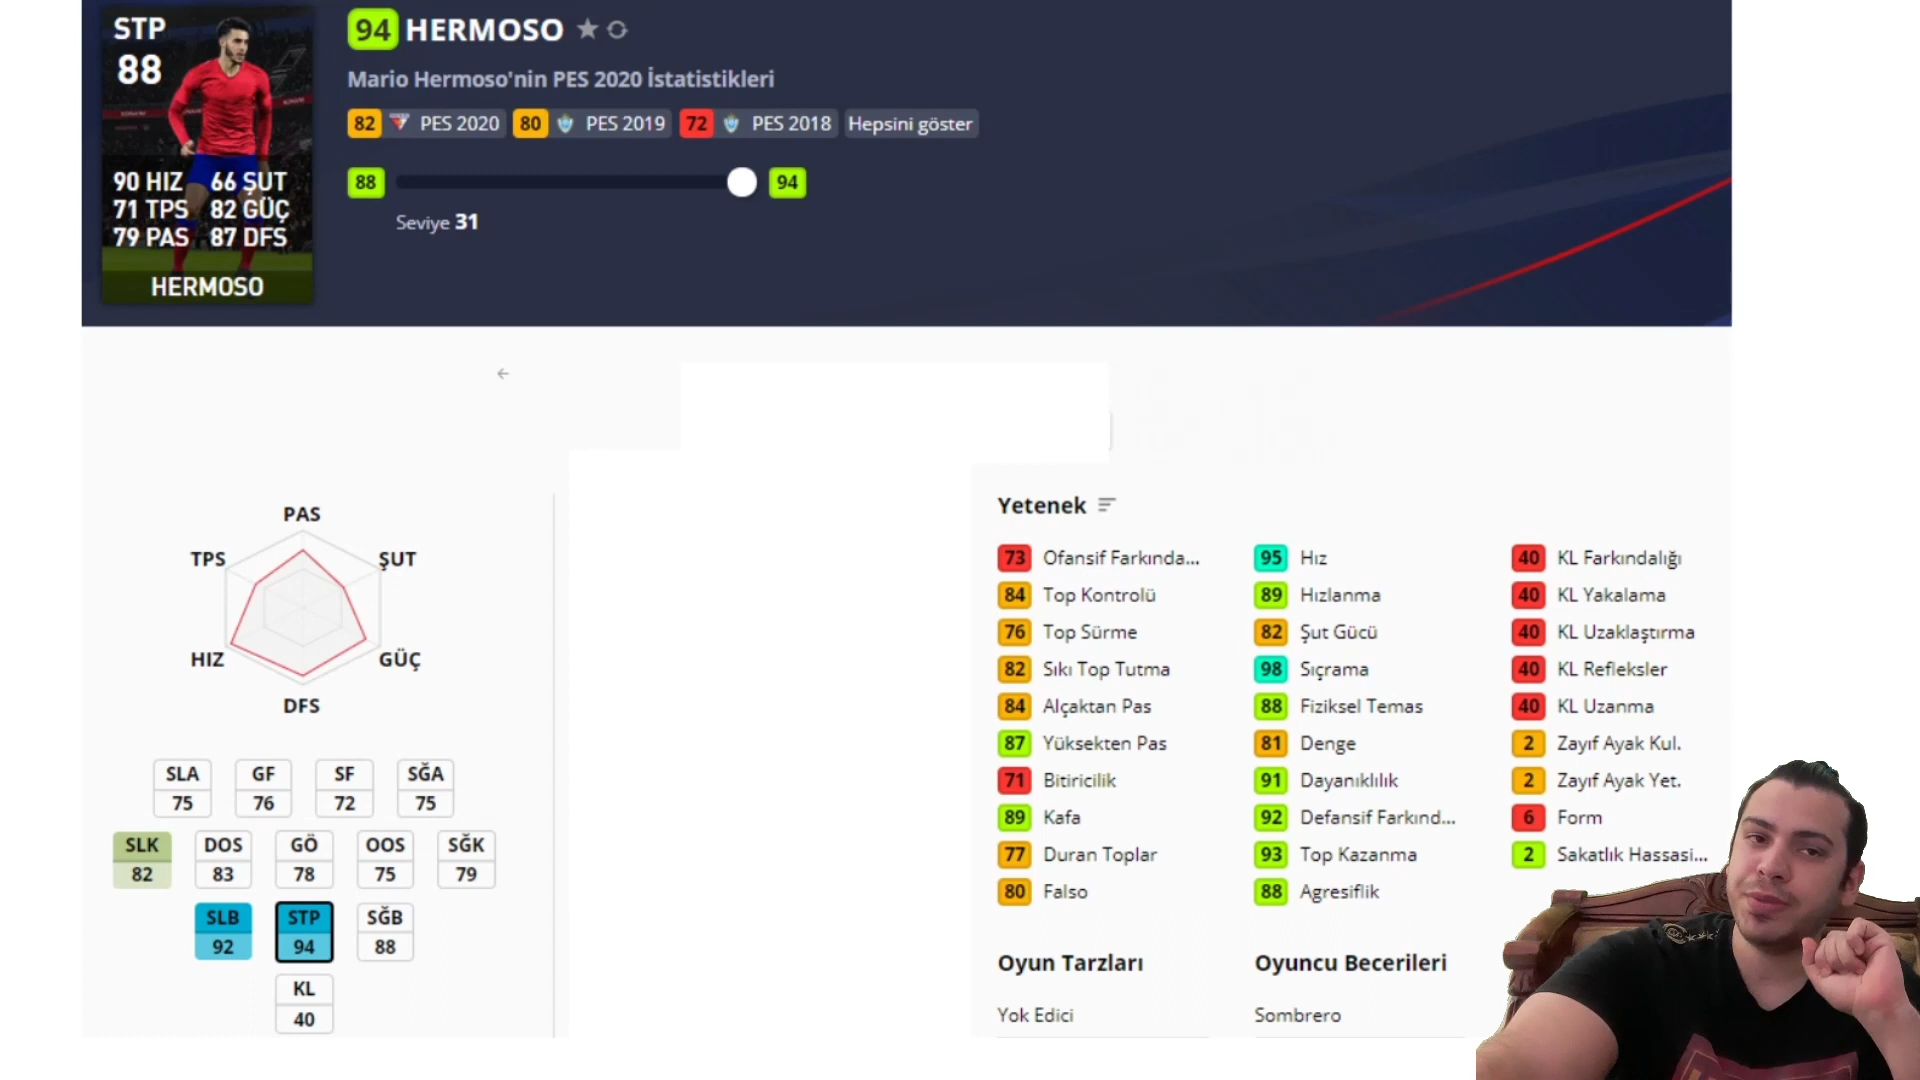 STP
88
90 HIZ 66 ŞUT
71 TPS 82 GÜÇ
79 PAS 87 DFS
HERMOSO
94 HERMOSO
Mario Hermoso'nin PES 2020 İstatistikleri
82 PES 2020 80 PES 2019 72 PES 2018 Hepsini göster
88 94
Seviye 31
PAS
TPS ŞUT
HIZ GÜÇ
DFS
SLA GF SF SĞA
75 76 72 75
SLK DOS GÖ OOS SĞK
82 83 78 75 79
SLB STP SĞB
92 94 88
KL
40
Yetenek
73 Ofansif Farkında...
84 Top Kontrolü
76 Top Sürme
82 Sıkı Top Tutma
84 Alçaktan Pas
87 Yüksekten Pas
71 Bitiricilik
89 Kafa
77 Duran Toplar
80 Falso
95 Hız
89 Hızlanma
82 Şut Gücü
98 Sıçrama
88 Fiziksel Temas
81 Denge
91 Dayanıklılık
92 Defansif Farkınd...
93 Top Kazanma
88 Agresiflik
40 KL Farkındalığı
40 KL Yakalama
40 KL Uzaklaştırma
40 KL Refleksler
40 KL Uzanma
2 Zayıf Ayak Kul.
2 Zayıf Ayak Yet.
6 Form
2 Sakatlık Hassasi...
Oyun Tarzları
Yok Edici
Oyuncu Becerileri
Sombrero